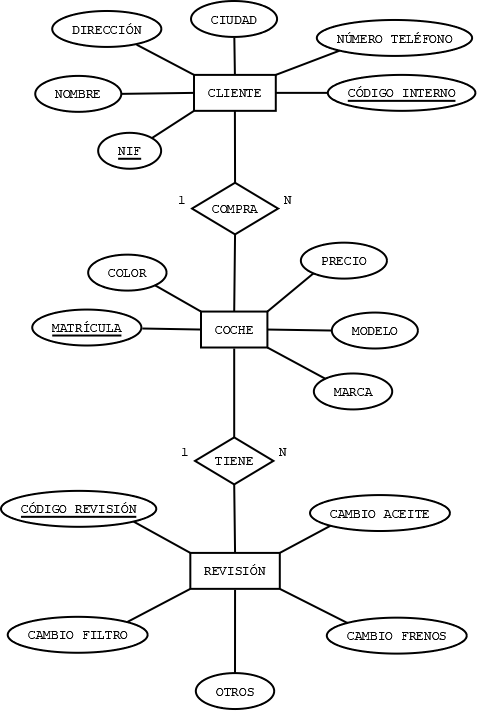 CIUDAD
DIRECCIÓN
NÚMERO TELÉFONO
NOMBRE
CLIENTE
CÓDIGO INTERNO
NIF
1
N
COMPRA
COLOR
PRECIO
MATRÍCULA
COCHE
MODELO
MARCA
1
N
TIENE
CÓDIGO REVISIÓN
CAMBIO ACEITE
REVISIÓN
CAMBIO FILTRO
CAMBIO FRENOS
OTROS